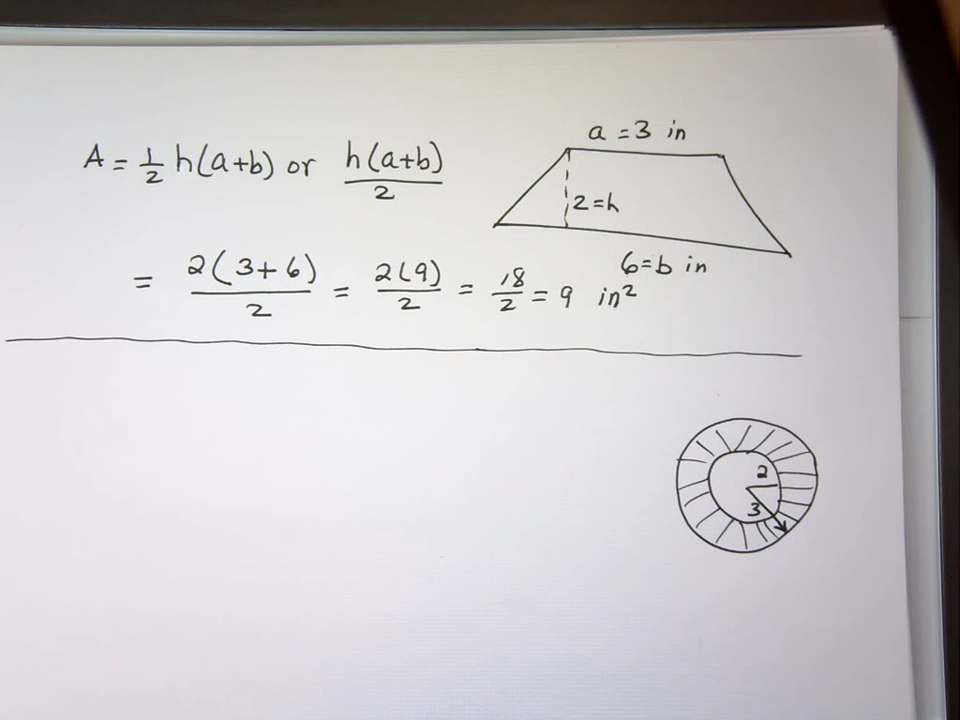 a = 3 in
A = 1/2 h(a+b) or h(a+b)/2
2 = h
6 = b in
= 2(3+6)/2 = 2(9)/2 = 18/2 = 9 in²
2
3